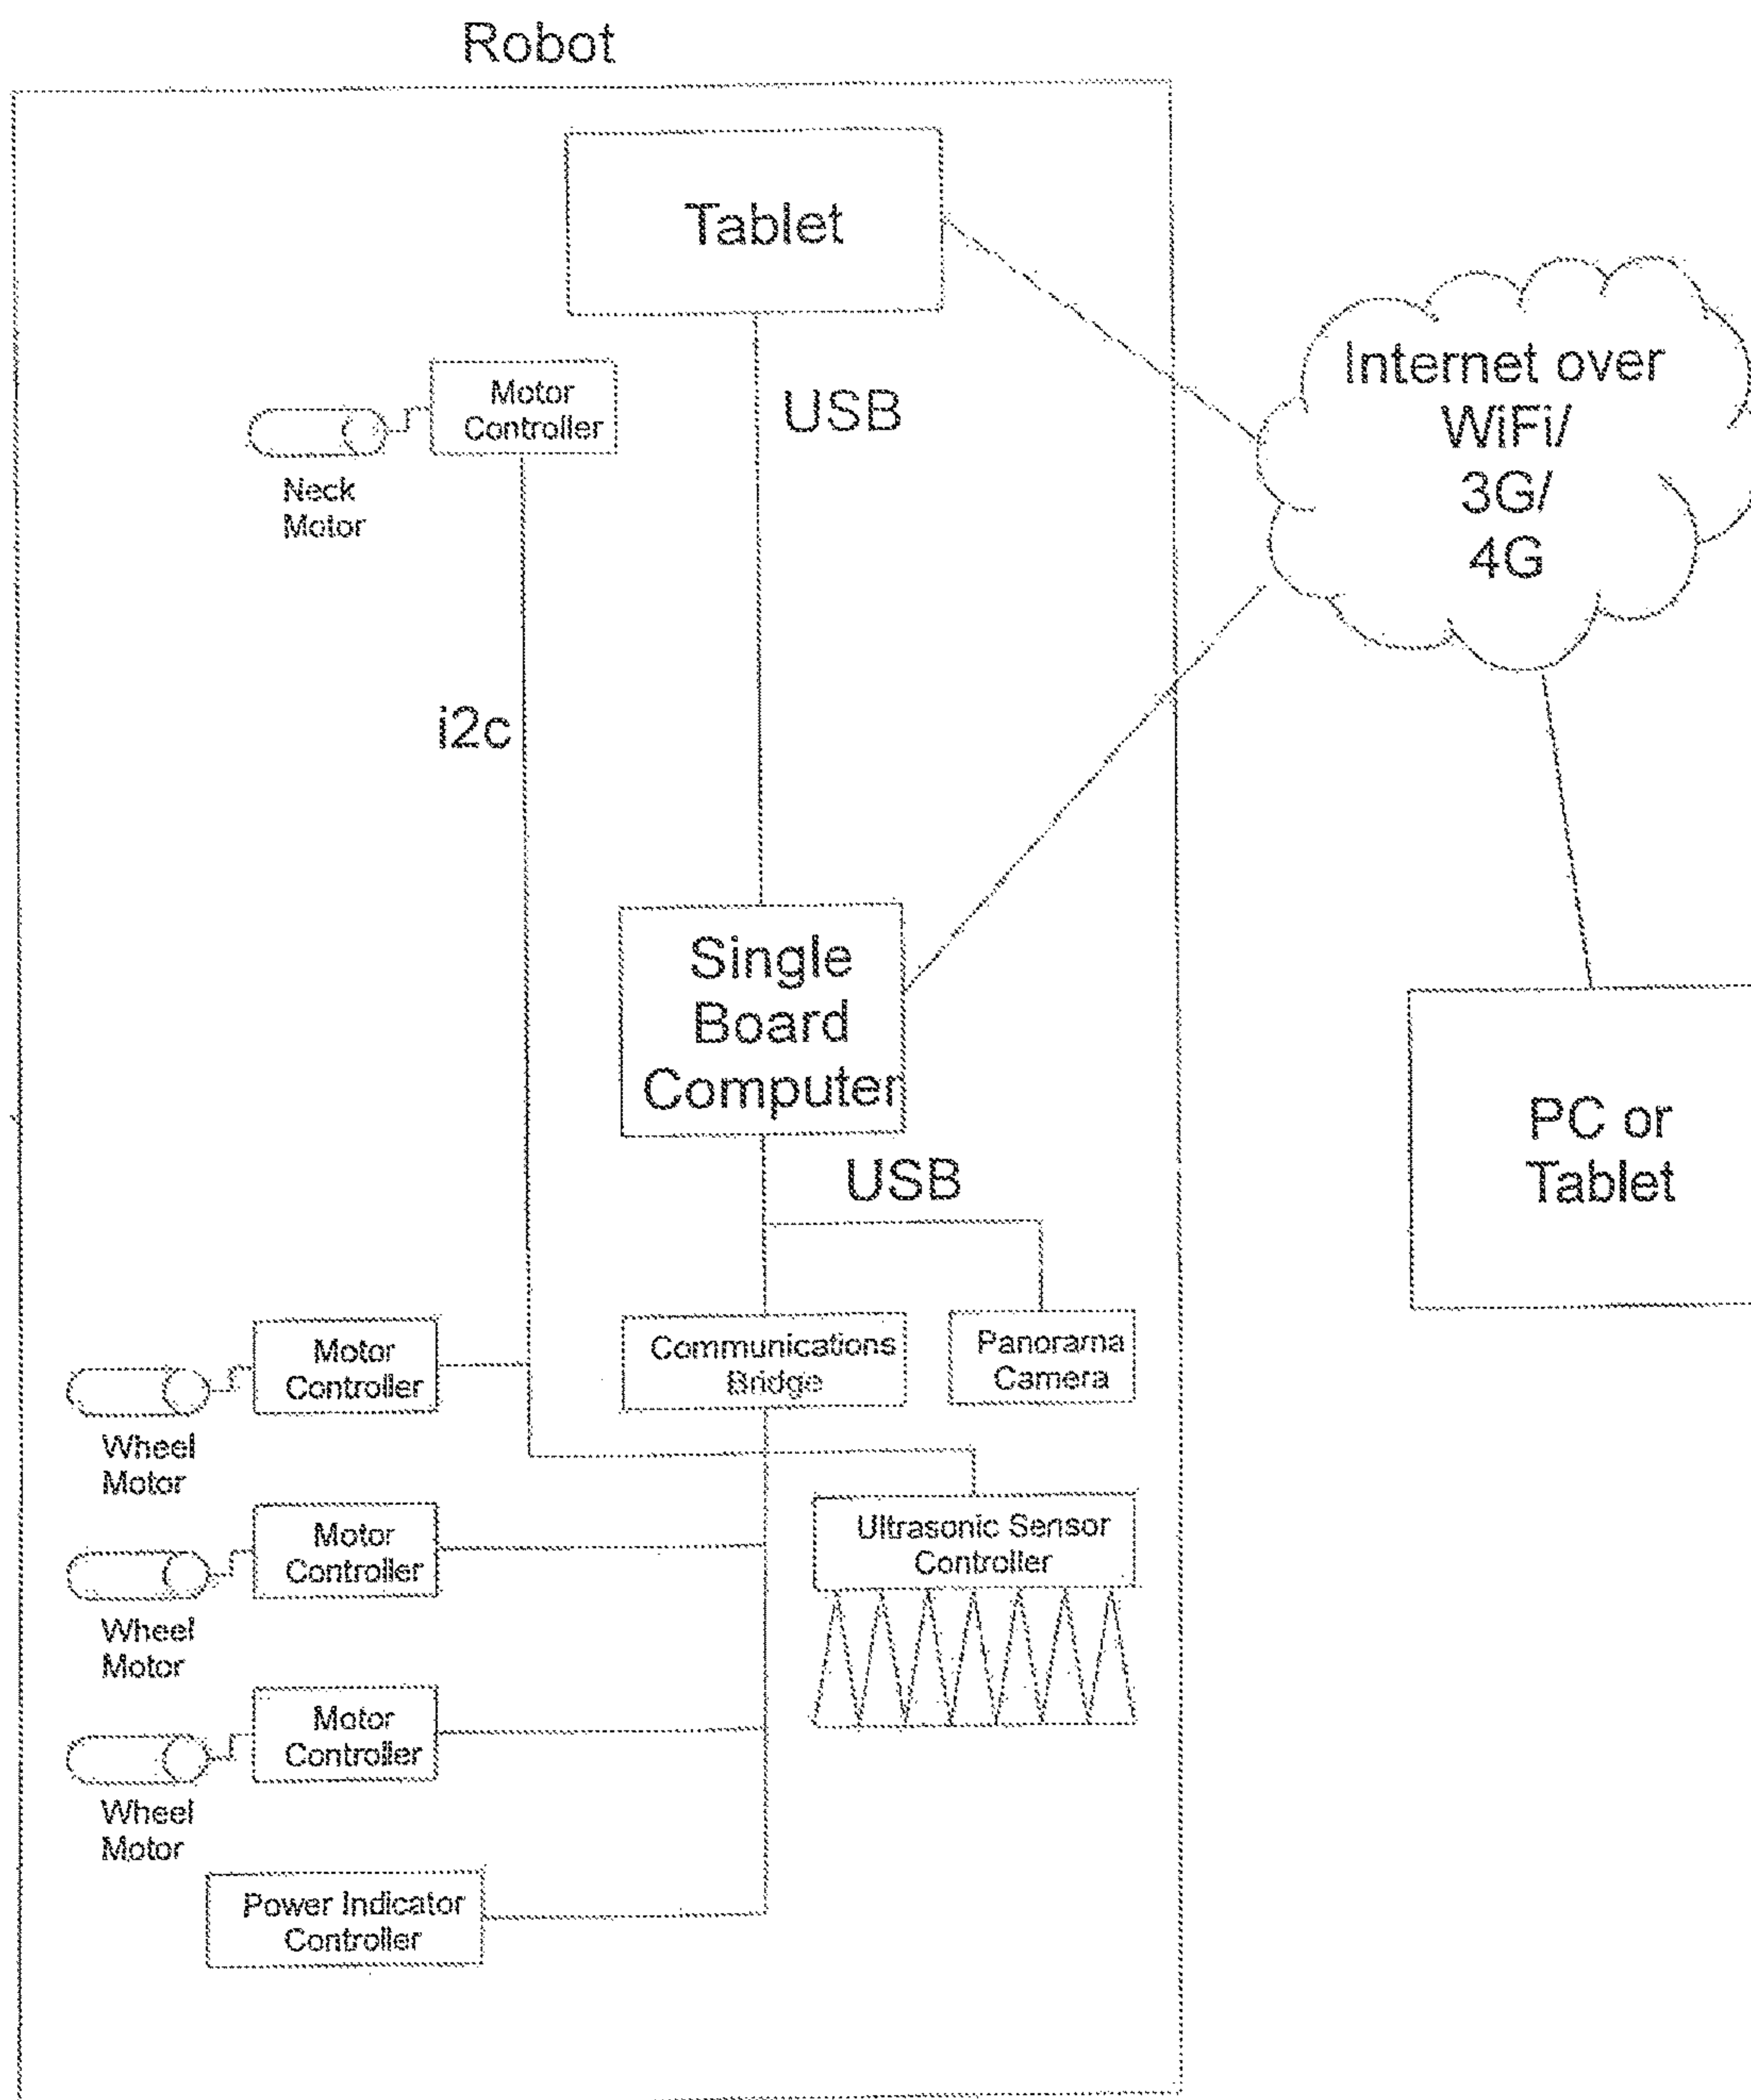 Robot
Tablet
Internet over
WiFi/
3G/
4G
Motor
Controller
USB
Neck
Motor
i2c
Single
Board
Computer
PC or
Tablet
USB
Motor
Controller
Communications
Bridge
Panorama
Camera
Wheel
Motor
Motor
Controller
Ultrasonic Sensor
Controller
Wheel
Motor
Motor
Controller
Wheel
Motor
Power Indicator
Controller